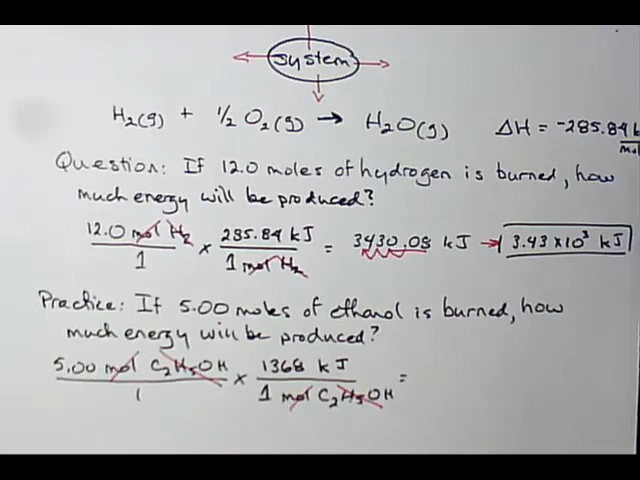 system
H₂(g) + ½ O₂(g) → H₂O(g) ΔH = -285.84 k
mol
Question: If 12.0 moles of hydrogen is burned, how
much energy will be produced?
12.0 mol H₂ / 1 × 285.84 kJ / 1 mol H₂ = 3430.08 kJ → 3.43 × 10³ kJ
Practice: If 5.00 moles of ethanol is burned, how
much energy will be produced?
5.00 mol C₂H₅OH / 1 × 1368 kJ / 1 mol C₂H₅OH =